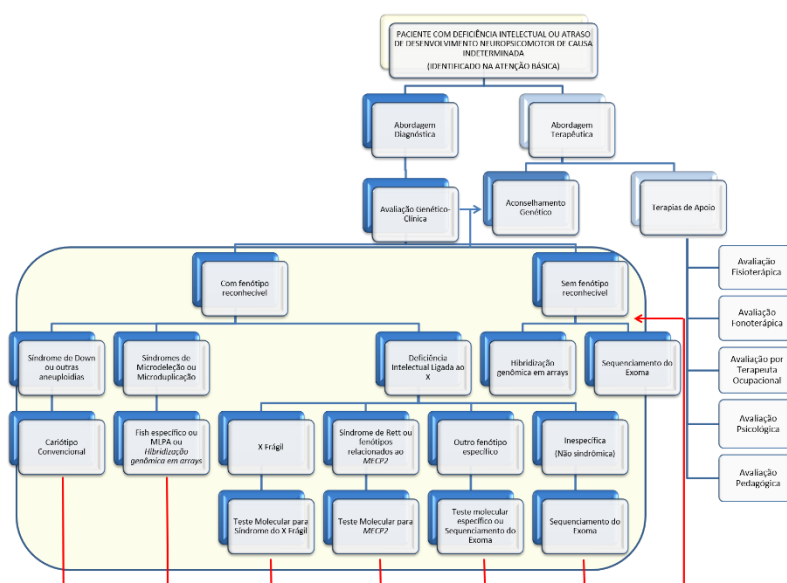 PACIENTE COM DEFICIÊNCIA INTELECTUAL OU ATRASO
DE DESENVOLVIMENTO NEUROPSICOMOTOR DE CAUSA
INDETERMINADA
(IDENTIFICADO NA ATENÇÃO BÁSICA)
Abordagem
Diagnóstica
Abordagem
Terapêutica
Avaliação Genético-
Clínica
Aconselhamento
Genético
Terapias de Apoio
Com fenótipo
reconhecível
Sem fenótipo
reconhecível
Avaliação
Fisioterápica
Avaliação
Fonoterápica
Avaliação por
Terapeuta
Ocupacional
Avaliação
Psicológica
Avaliação
Pedagógica
Síndrome de Down
ou outras
aneuploidias
Síndromes de
Microdeleção ou
Microduplicação
Deficiência
Intelectual Ligada ao
X
Hibridização
genômica em arrays
Sequenciamento do
Exoma
Cariótipo
Convencional
Fish específico ou
MLPA ou
Hibridização
genômica em arrays
X Frágil
Síndrome de Rett ou
fenótipos
relacionados ao
MECP2
Outro fenótipo
específico
Inespecífica
(Não sindrômica)
Teste Molecular para
Síndrome do X Frágil
Teste Molecular para
MECP2
Teste molecular
específico ou
Sequenciamento do
Exoma
Sequenciamento do
Exoma